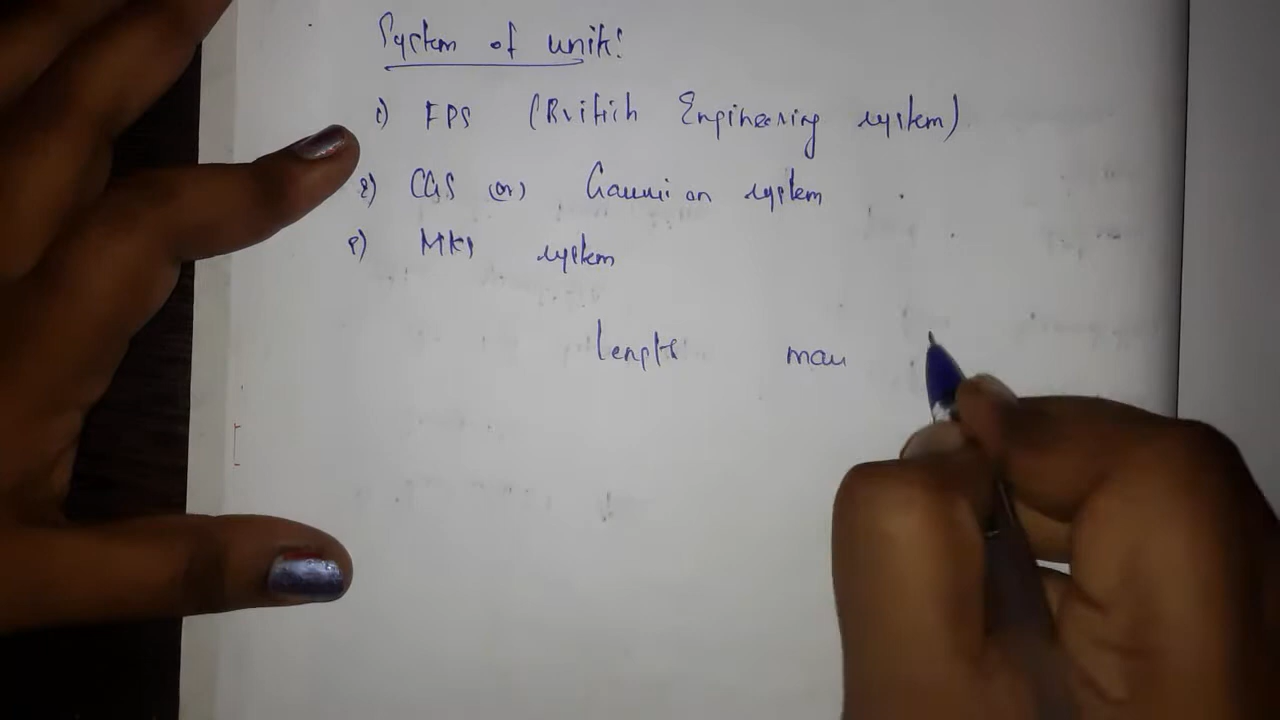 System of units:
1) FPS (British Engineering system)
2) CGS (or) Gaussian system
3) MKS system
length mass